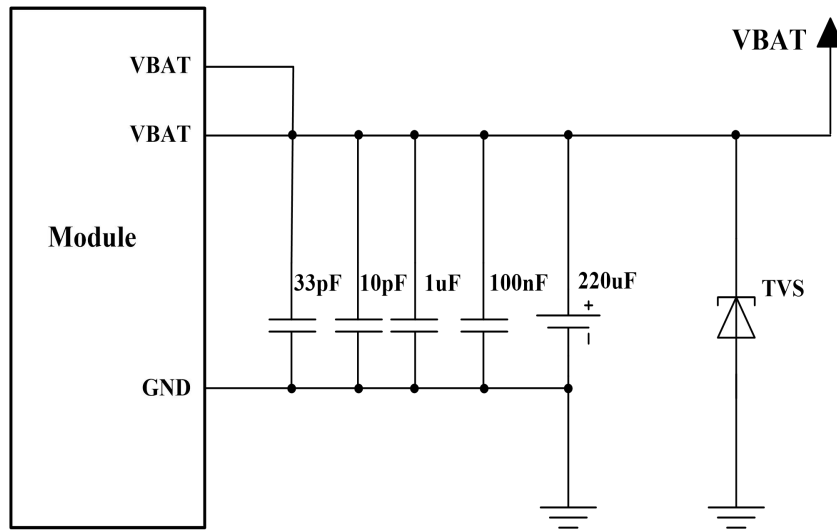 VBAT
VBAT
VBAT
Module
33pF 10pF 1uF 100nF 220uF
+
TVS
GND